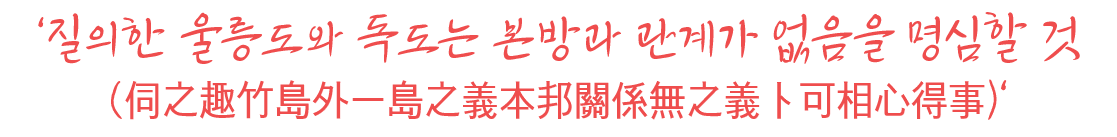 ‘질의한 울릉도와 독도는 본방과 관계가 없음을 명심할 것
(伺之趣竹島外一島之義本邦關係無之義卜可相心得事)‘